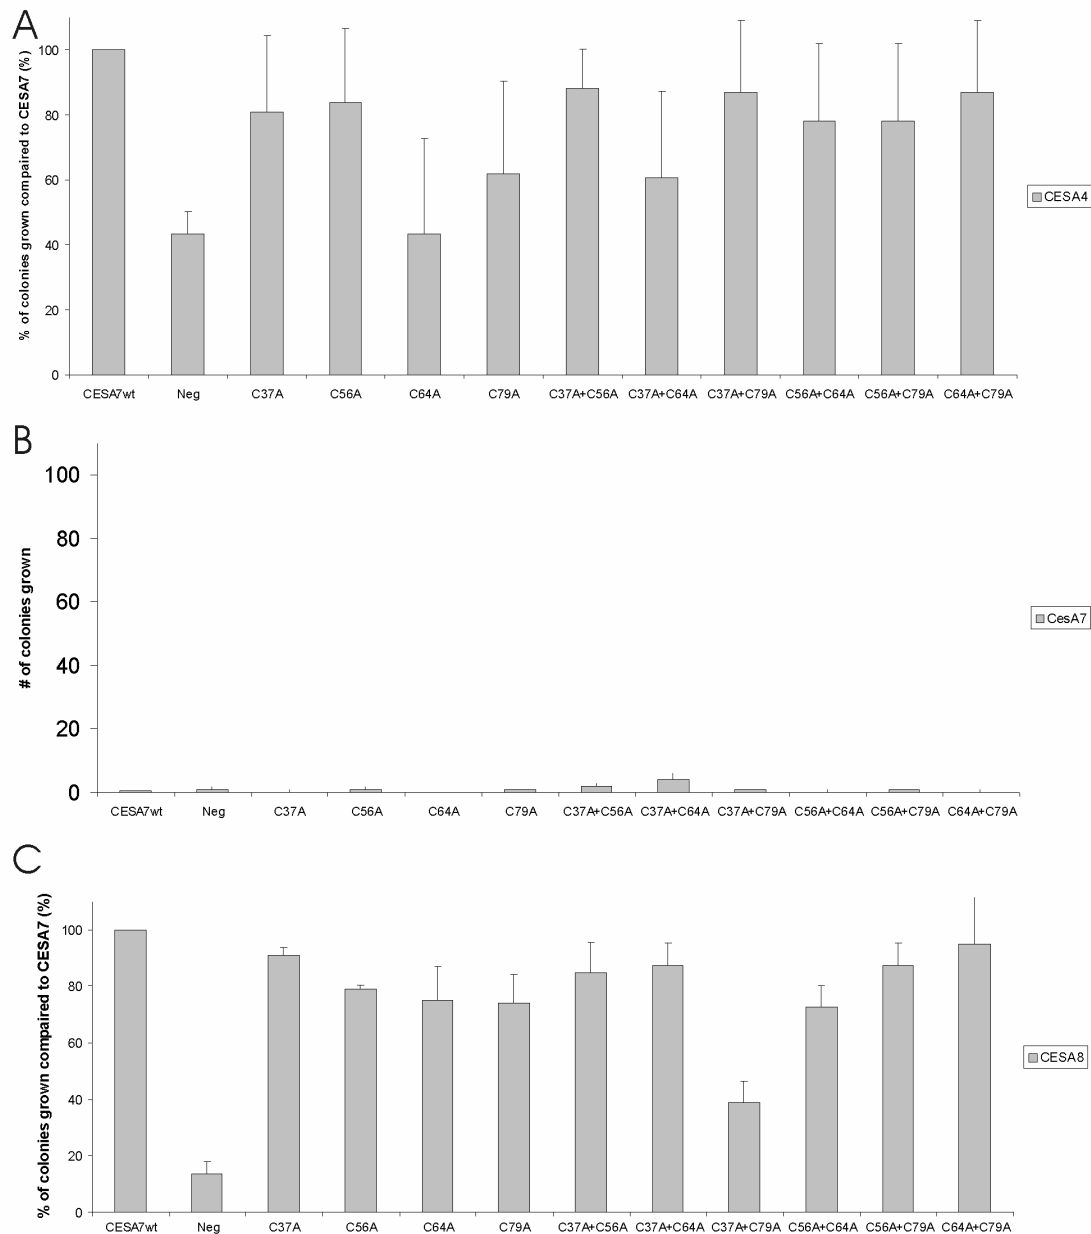 A
% of colonies grown compaired to CESA7 (%)
100
80
60
40
20
0
CESA7wt Neg C37A C56A C64A C79A C37A+C56A C37A+C64A C37A+C79A C56A+C64A C56A+C79A C64A+C79A
CESA4
B
# of colonies grown
100
80
60
40
20
0
CESA7wt Neg C37A C56A C64A C79A C37A+C56A C37A+C64A C37A+C79A C56A+C64A C56A+C79A C64A+C79A
CesA7
C
% of colonies grown compaired to CESA7 (%)
100
80
60
40
20
0
CESA7wt Neg C37A C56A C64A C79A C37A+C56A C37A+C64A C37A+C79A C56A+C64A C56A+C79A C64A+C79A
CESA8